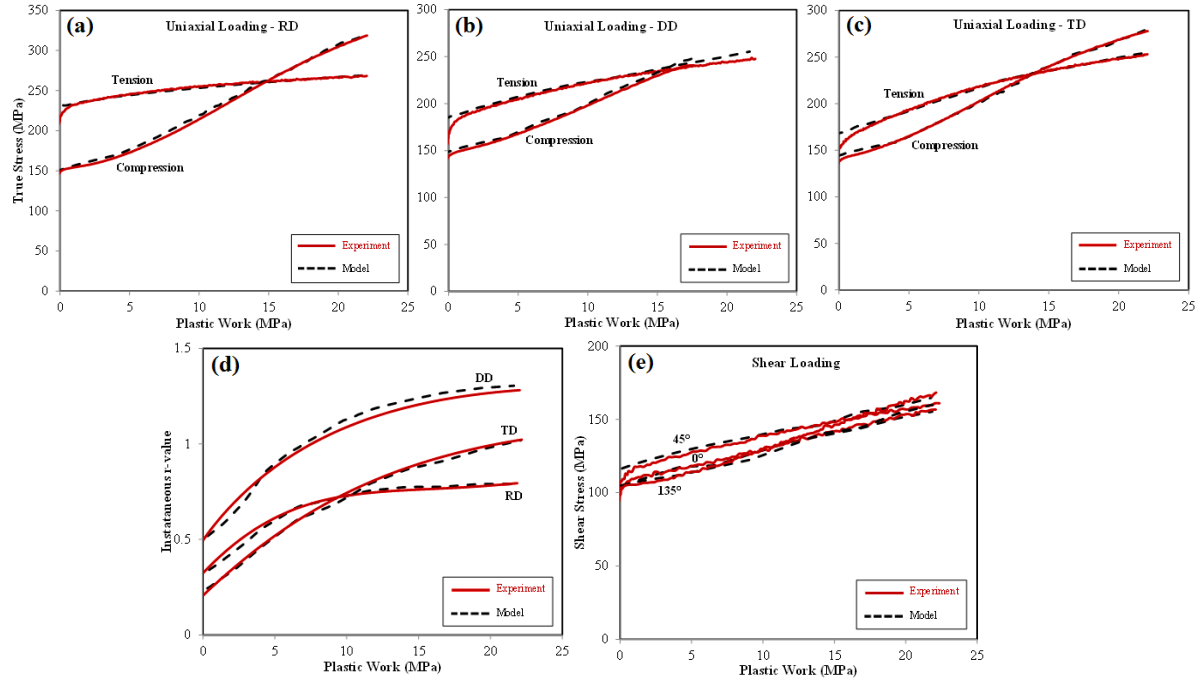 (a)
Uniaxial Loading - RD
True Stress (MPa)
350
300
250
200
150
100
50
0
Tension
Compression
Experiment
Model
0 5 10 15 20 25
Plastic Work (MPa)
(b)
Uniaxial Loading - DD
300
250
200
150
100
50
0
Tension
Compression
Experiment
Model
0 5 10 15 20 25
Plastic Work (MPa)
(c)
Uniaxial Loading - TD
300
250
200
150
100
50
0
Tension
Compression
Experiment
Model
0 5 10 15 20 25
Plastic Work (MPa)
(d)
Instataneous r-value
1.5
1
0.5
0
DD
TD
RD
Experiment
Model
0 5 10 15 20 25
Plastic Work (MPa)
(e)
Shear Loading
Shear Stress (MPa)
200
150
100
50
0
45°
0°
135°
Experiment
Model
0 5 10 15 20 25
Plastic Work (MPa)